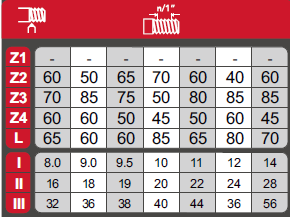 n/1"
Z1 - - - - - - -
Z2 60 50 65 70 60 40 60
Z3 70 85 75 50 80 85 85
Z4 60 60 50 45 50 60 45
L 65 60 60 85 65 80 70
I 8.0 9.0 9.5 10 11 12 14
II 16 18 19 20 22 24 28
III 32 36 38 40 44 36 56